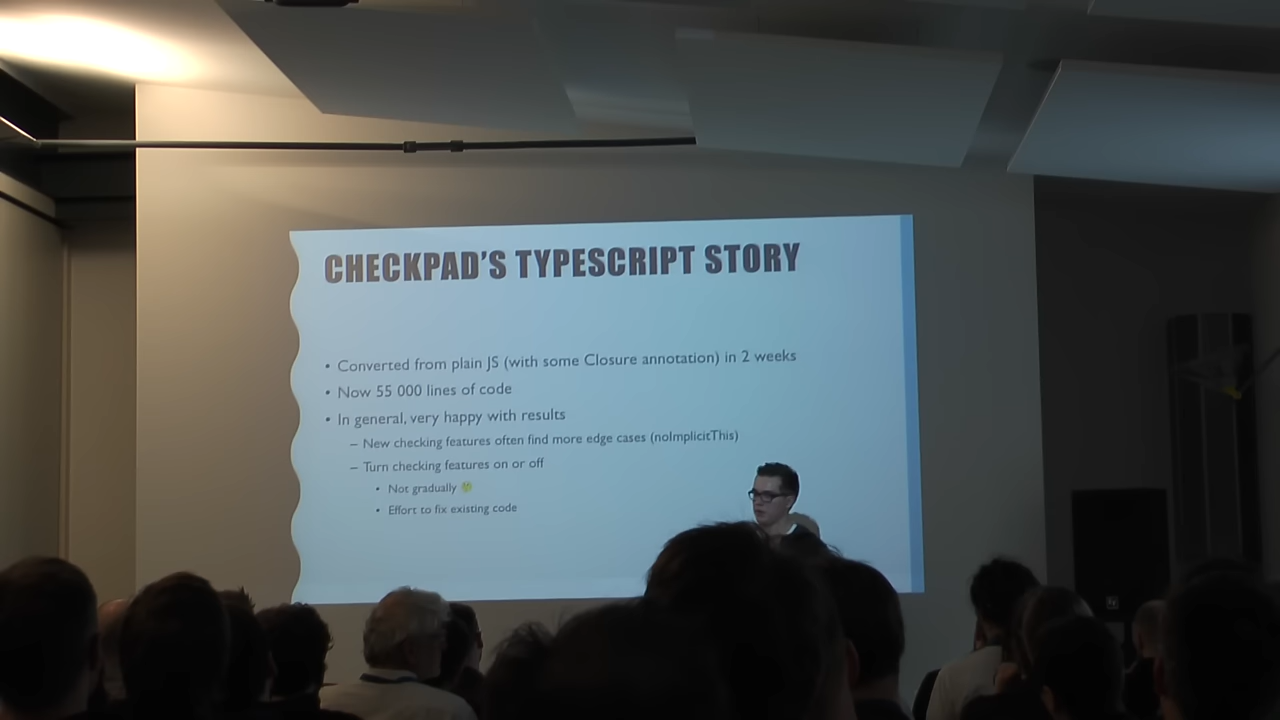 CHECKPAD'S TYPESCRIPT STORY
• Converted from plain JS (with some Closure annotation) in 2 weeks
• Now 55 000 lines of code
• In general, very happy with results
– New checking features often find more edge cases (noImplicitThis)
– Turn checking features on or off
• Not gradually
• Effort to fix existing code